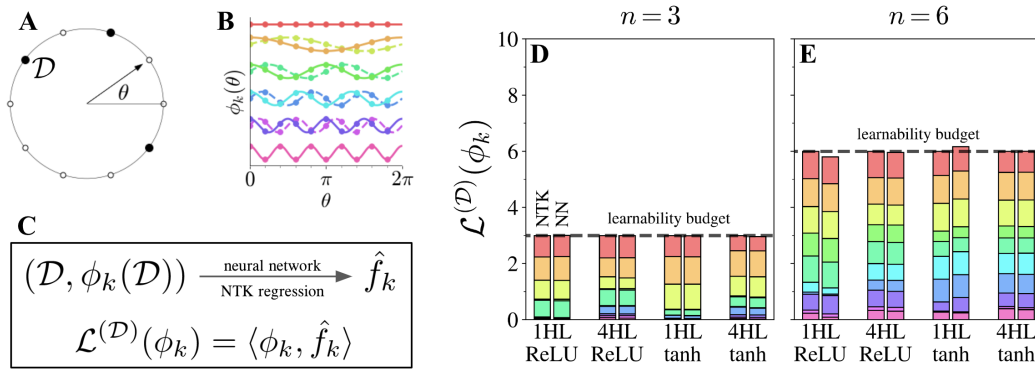 A
𝒟
θ
B
ϕ_k(θ)
0
π
2π
θ
C
(𝒟, ϕ_k(𝒟))
neural network
NTK regression
f̂_k
ℒ^(𝒟)(ϕ_k) = ⟨ϕ_k, f̂_k⟩
n = 3
n = 6
D
E
ℒ^(𝒟)(ϕ_k)
10
8
6
4
2
0
NTK
NN
learnability budget
learnability budget
1HL ReLU
4HL ReLU
1HL tanh
4HL tanh
1HL ReLU
4HL ReLU
1HL tanh
4HL tanh